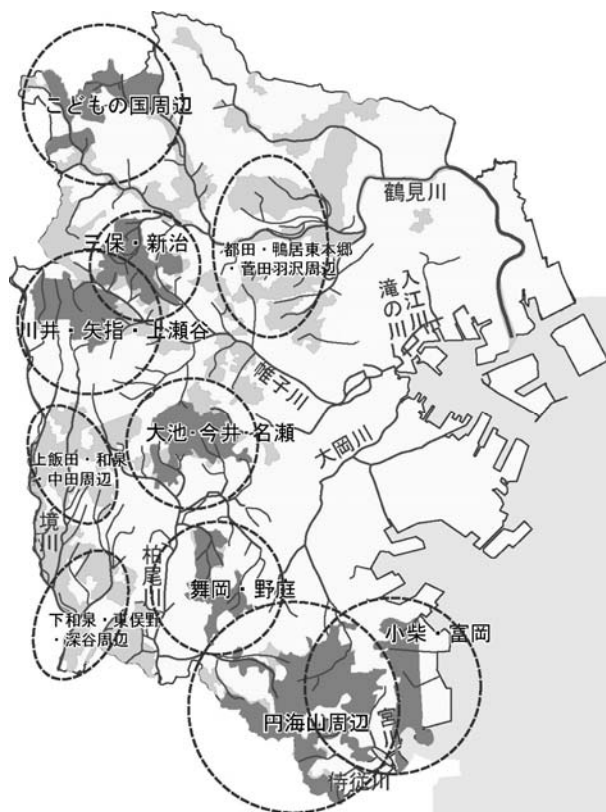 こどもの国周辺
鶴見川
三保・新治
都田・鴨居東本郷
・菅田羽沢周辺
入江川
滝の川
川井・矢指・上瀬谷
帷子川
大池・今井・名瀬
大岡川
上飯田・和泉
・中田周辺
境川
柏尾川
舞岡・野庭
下和泉・東俣野
・深谷周辺
小柴・富岡
円海山周辺
宮川
侍従川